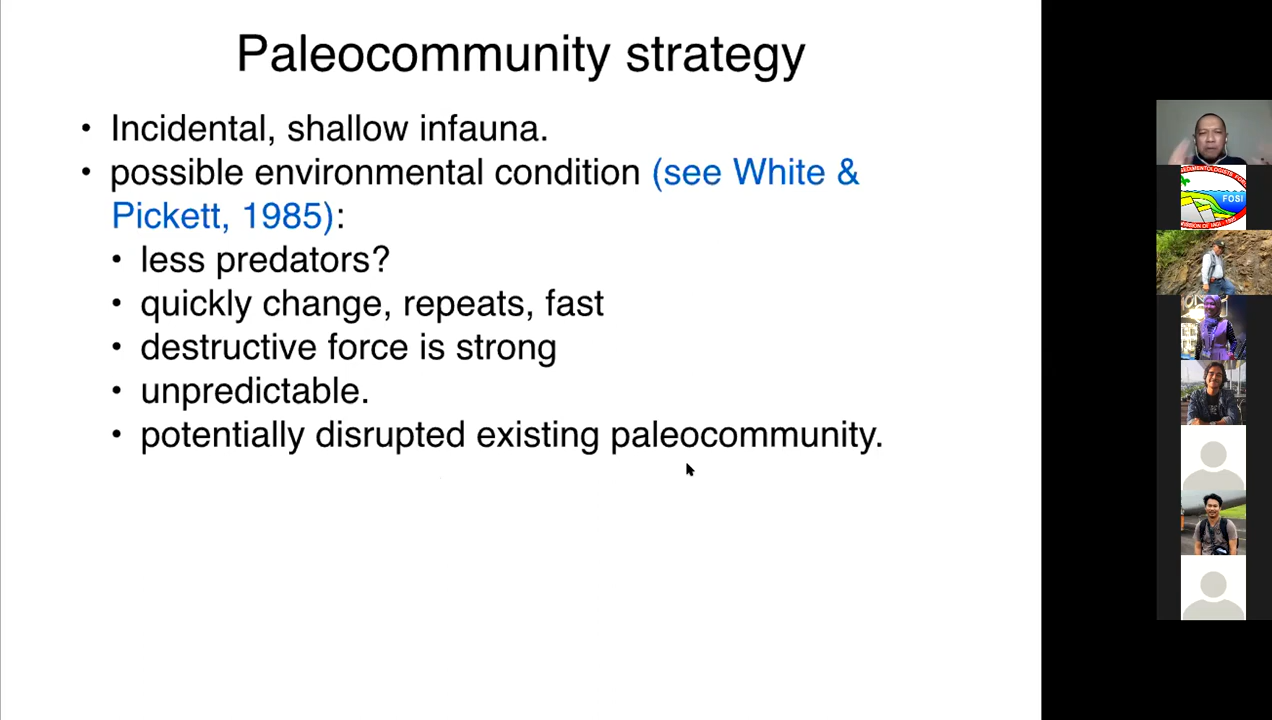 Paleocommunity strategy
• Incidental, shallow infauna.
• possible environmental condition (see White &
Pickett, 1985):
• less predators?
• quickly change, repeats, fast
• destructive force is strong
• unpredictable.
• potentially disrupted existing paleocommunity.
FOSI